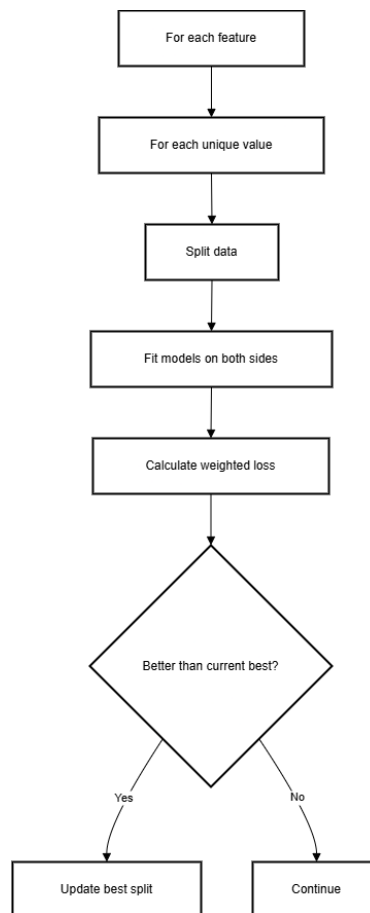 For each feature
For each unique value
Split data
Fit models on both sides
Calculate weighted loss
Better than current best?
Yes
No
Update best split
Continue